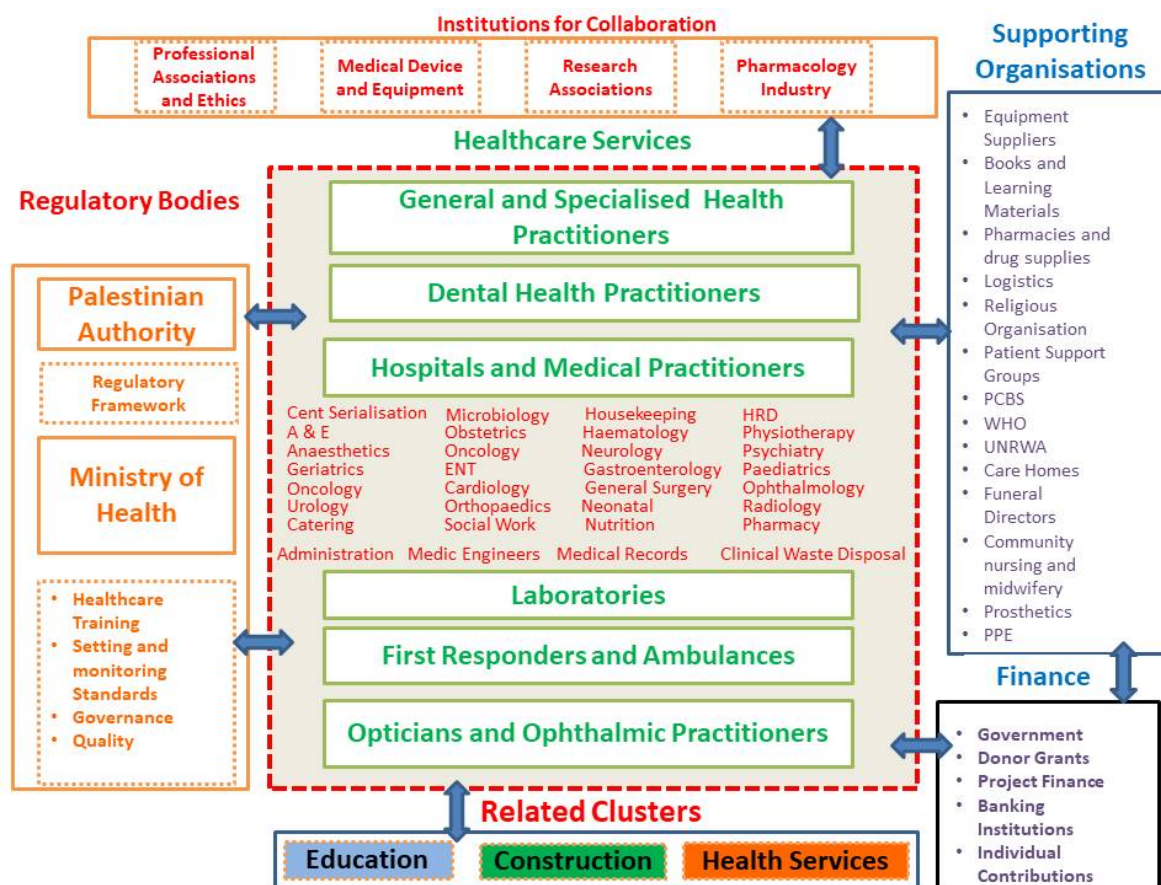 Institutions for Collaboration
Professional
Associations
and Ethics
Medical Device
and Equipment
Research
Associations
Pharmacology
Industry
Supporting
Organisations
Equipment
Suppliers
Books and
Learning
Materials
Pharmacies and
drug supplies
Logistics
Religious
Organisation
Patient Support
Groups
PCBS
WHO
UNRWA
Care Homes
Funeral
Directors
Community
nursing and
midwifery
Prosthetics
PPE
Healthcare Services
General and Specialised Health
Practitioners
Dental Health Practitioners
Hospitals and Medical Practitioners
Cent Serialisation
A & E
Anaesthetics
Geriatrics
Oncology
Urology
Catering
Microbiology
Obstetrics
Oncology
ENT
Cardiology
Orthopaedics
Social Work
Housekeeping
Haematology
Neurology
Gastroenterology
General Surgery
Neonatal
Nutrition
HRD
Physiotherapy
Psychiatry
Paediatrics
Ophthalmology
Radiology
Pharmacy
Administration Medic Engineers Medical Records Clinical Waste Disposal
Laboratories
First Responders and Ambulances
Opticians and Ophthalmic Practitioners
Regulatory Bodies
Palestinian
Authority
Regulatory
Framework
Ministry of
Health
Healthcare
Training
Setting and
monitoring
Standards
Governance
Quality
Finance
Government
Donor Grants
Project Finance
Banking
Institutions
Individual
Contributions
Related Clusters
Education Construction Health Services